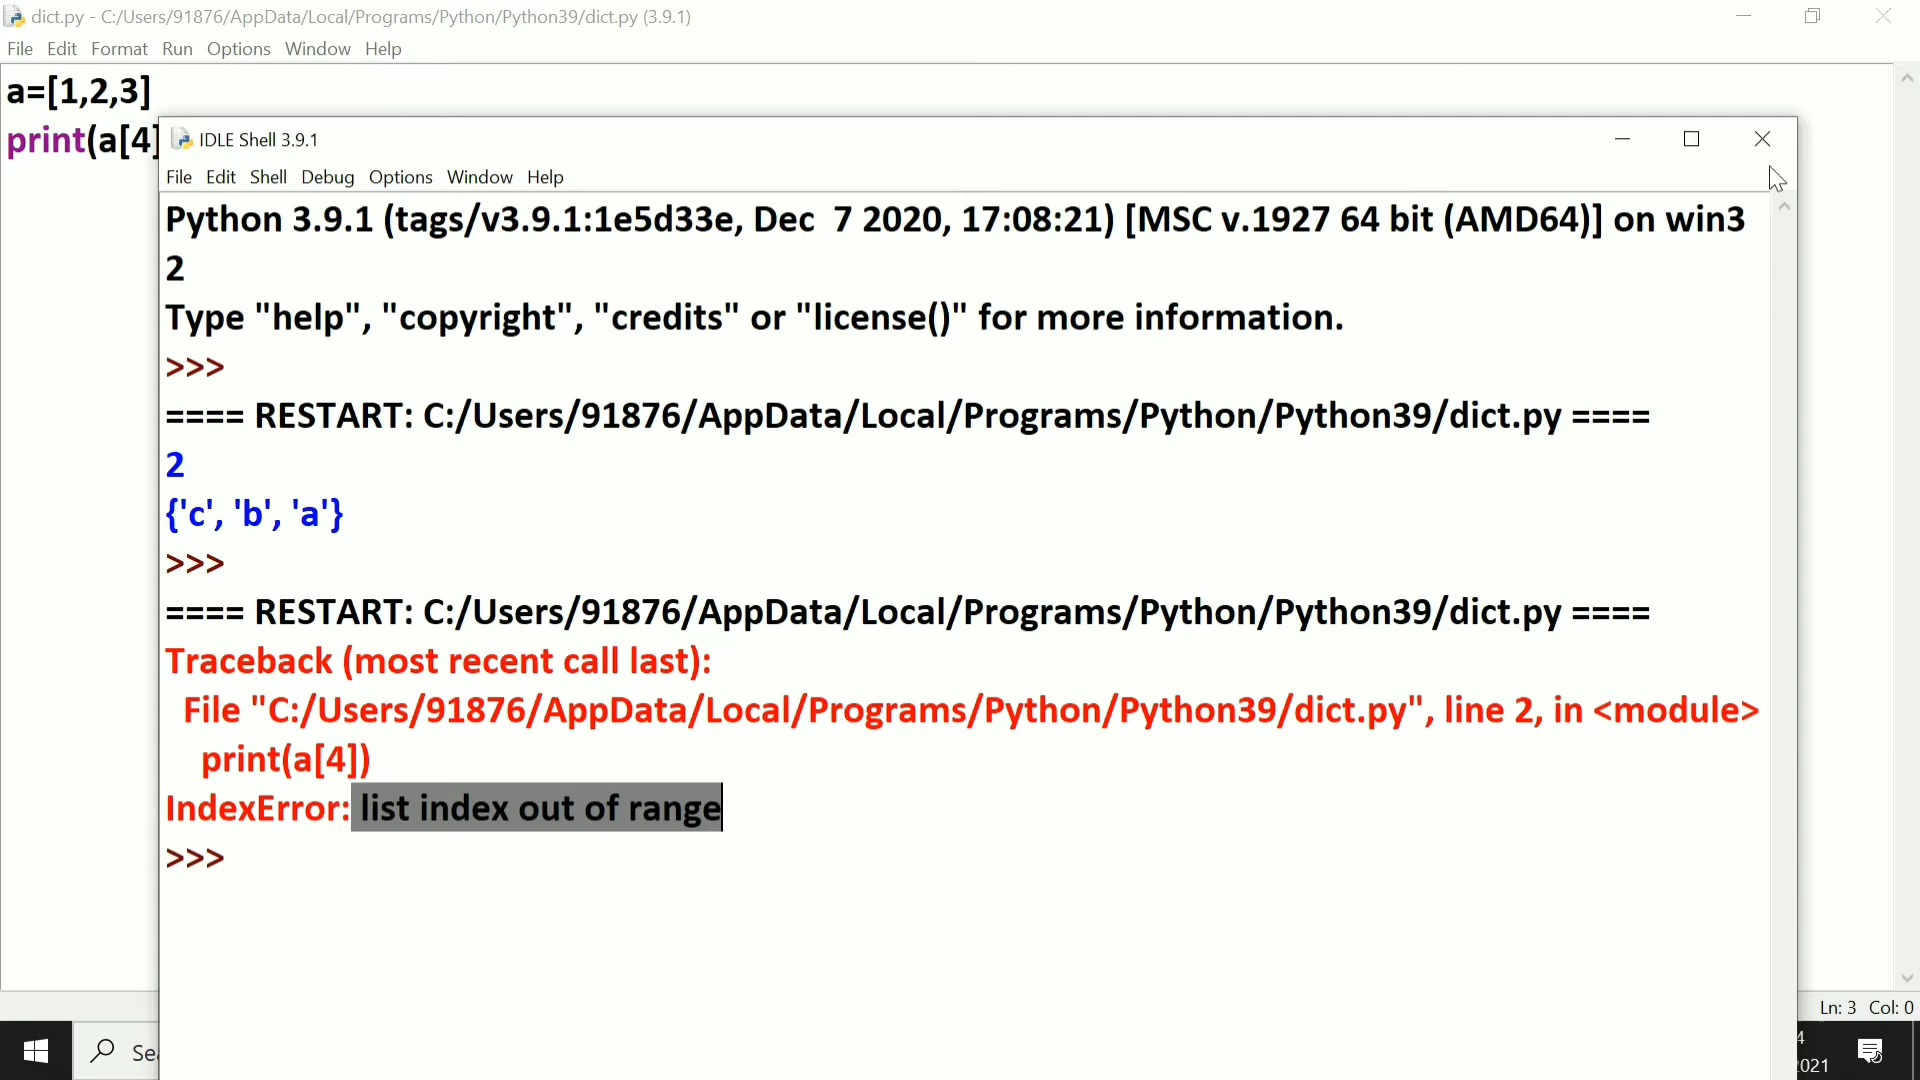 dict.py - C:/Users/91876/AppData/Local/Programs/Python/Python39/dict.py (3.9.1)
File Edit Format Run Options Window Help
a=[1,2,3]
print(a[4]
IDLE Shell 3.9.1
File Edit Shell Debug Options Window Help
Python 3.9.1 (tags/v3.9.1:1e5d33e, Dec  7 2020, 17:08:21) [MSC v.1927 64 bit (AMD64)] on win3
2
Type "help", "copyright", "credits" or "license()" for more information.
>>>
==== RESTART: C:/Users/91876/AppData/Local/Programs/Python/Python39/dict.py ====
2
{'c', 'b', 'a'}
>>>
==== RESTART: C:/Users/91876/AppData/Local/Programs/Python/Python39/dict.py ====
Traceback (most recent call last):
  File "C:/Users/91876/AppData/Local/Programs/Python/Python39/dict.py", line 2, in <module>
    print(a[4])
IndexError: list index out of range
>>>
Ln: 3 Col: 0
Sea
4
021